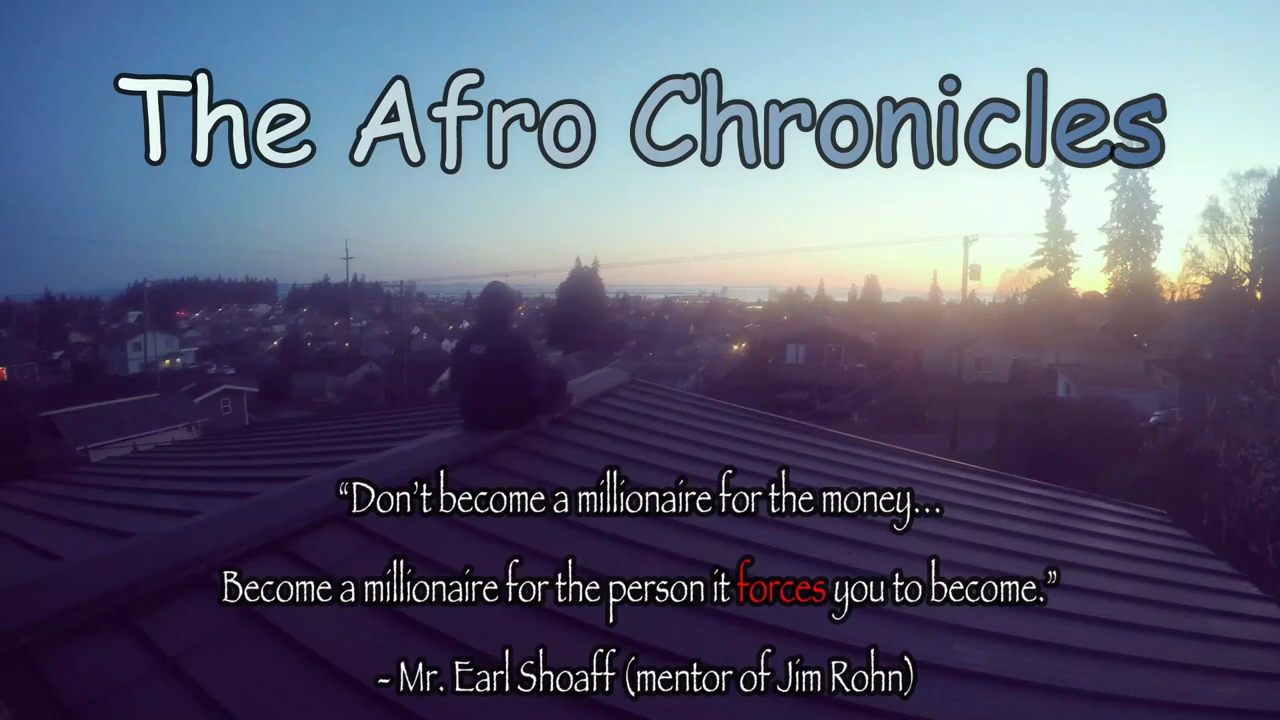 The Afro Chronicles
“Don’t become a millionaire for the money...
Become a millionaire for the person it forces you to become.”
- Mr. Earl Shoaff (mentor of Jim Rohn)